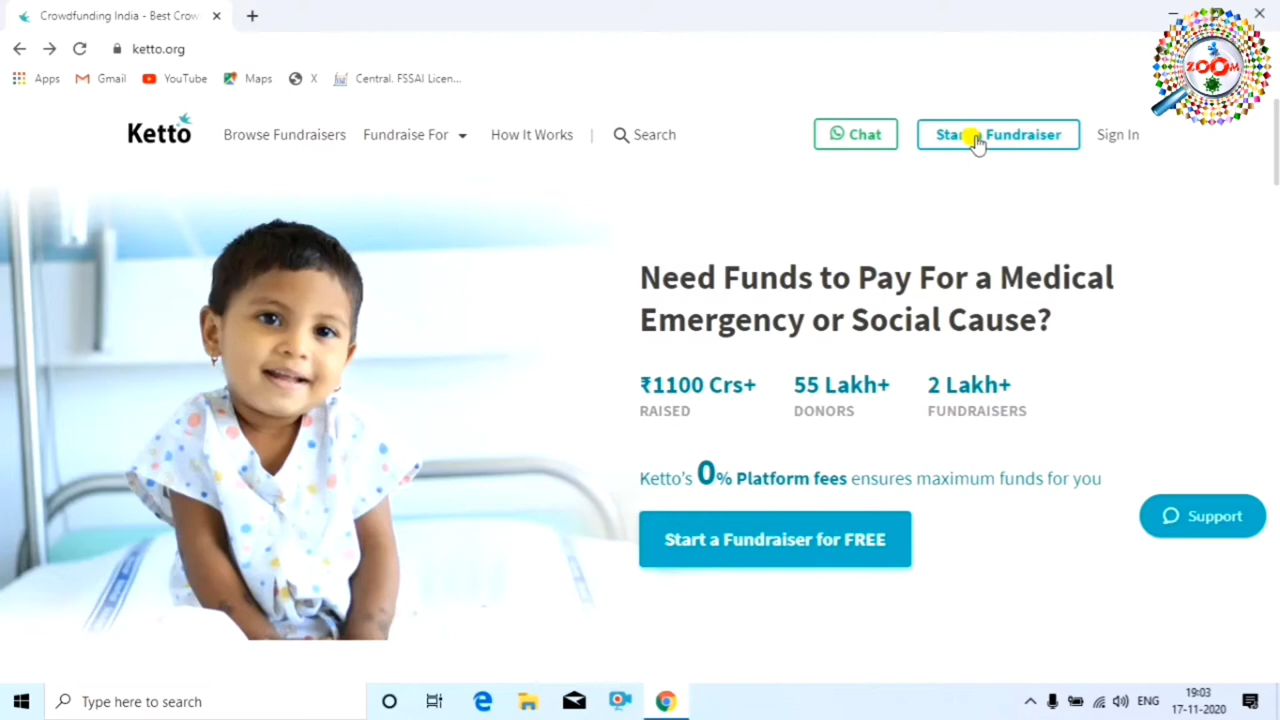 Crowdfunding India - Best Crow
ketto.org
Apps Gmail YouTube Maps X Central. FSSAI Licen...
ZOOM
Ketto Browse Fundraisers Fundraise For How It Works | Search Chat Start a Fundraiser Sign In
Need Funds to Pay For a Medical
Emergency or Social Cause?
₹1100 Crs+ 55 Lakh+ 2 Lakh+
RAISED DONORS FUNDRAISERS
Ketto's 0% Platform fees ensures maximum funds for you
Support
Start a Fundraiser for FREE
Type here to search
ENG
19:03
17-11-2020